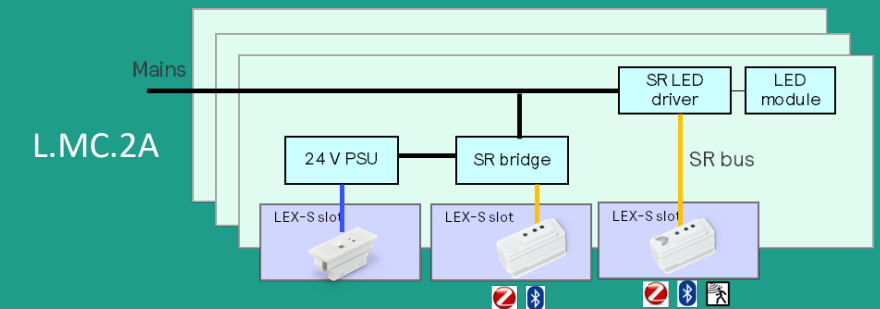 Mains
SR LED
driver
LED
module
L.MC.2A
24 V PSU
SR bridge
SR bus
LEX-S slot
LEX-S slot
LEX-S slot